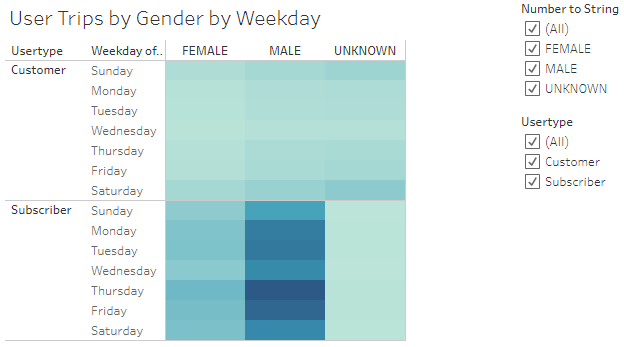 User Trips by Gender by Weekday
Usertype Weekday of.. FEMALE MALE UNKNOWN
Customer Sunday
Monday
Tuesday
Wednesday
Thursday
Friday
Saturday
Subscriber Sunday
Monday
Tuesday
Wednesday
Thursday
Friday
Saturday
Number to String
(All)
FEMALE
MALE
UNKNOWN
Usertype
(All)
Customer
Subscriber